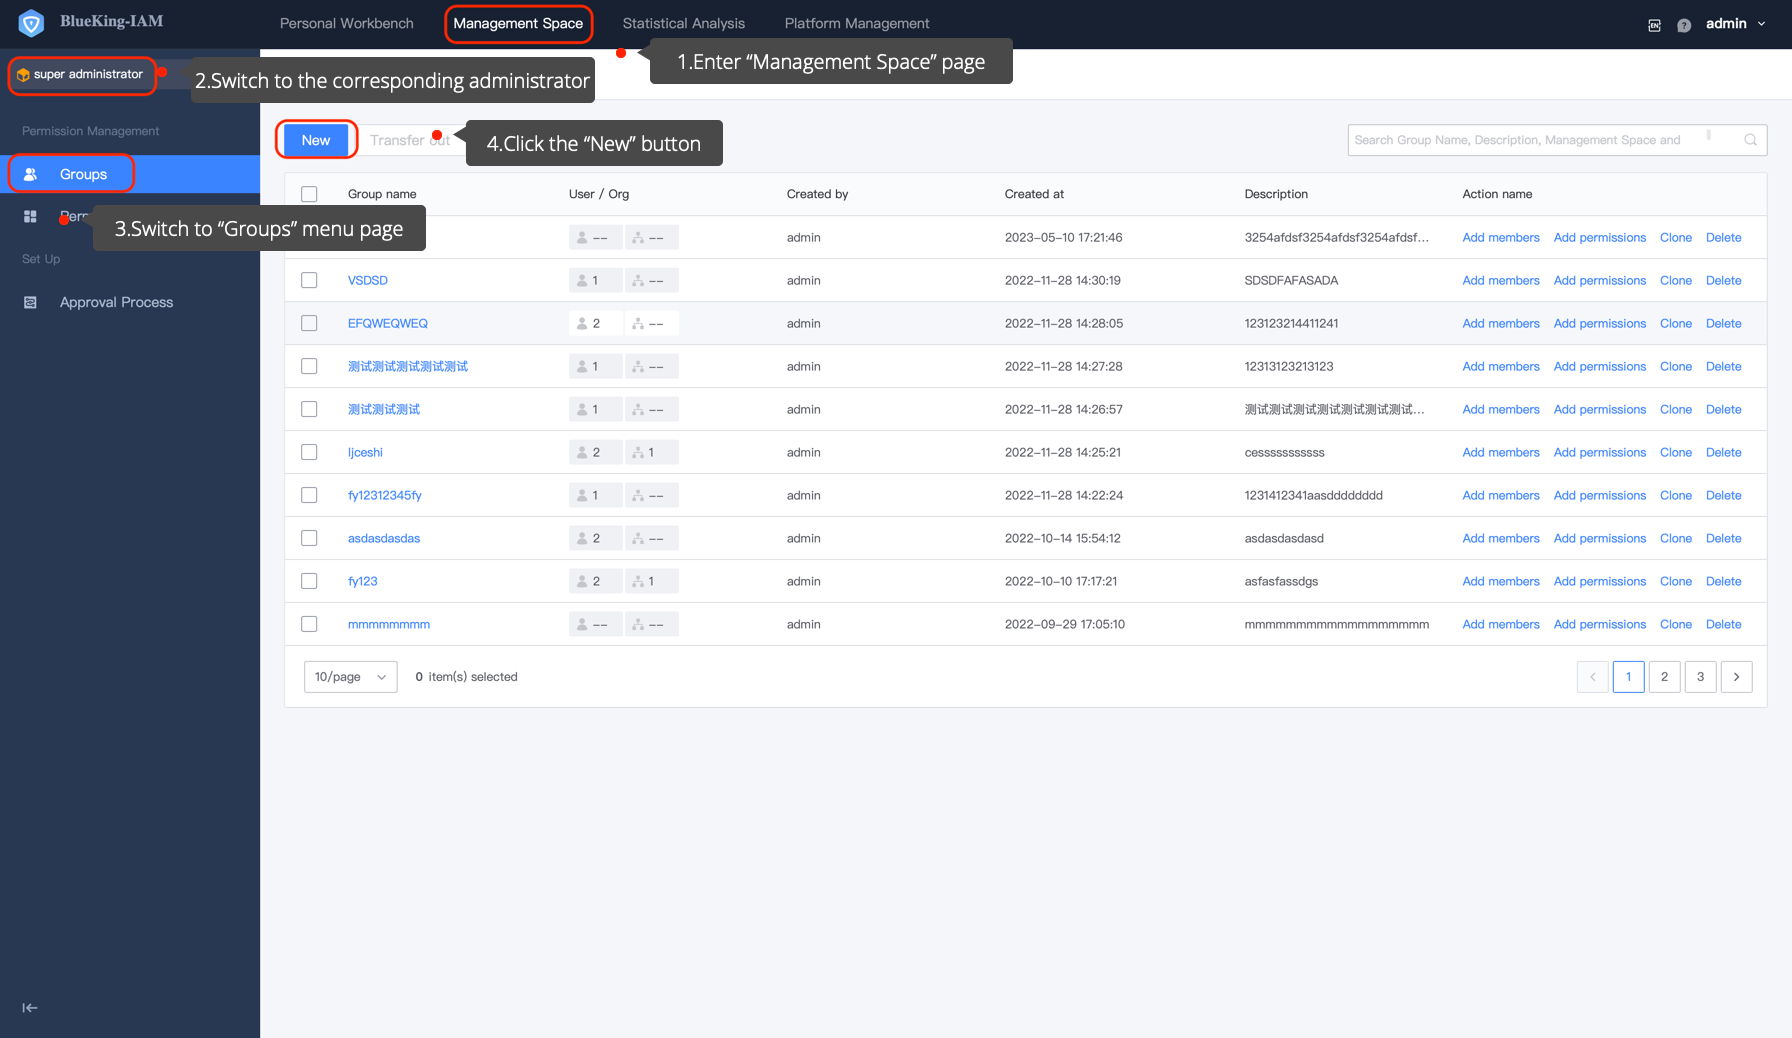 BlueKing-IAM
Personal Workbench
Management Space
Statistical Analysis
Platform Management
EN
?
admin
1.Enter “Management Space” page
super administrator
2.Switch to the corresponding administrator
Permission Management
Groups
3.Switch to “Groups” menu page
Set Up
Approval Process
New
Transfer out
4.Click the “New” button
Search Group Name, Description, Management Space and
Group name User / Org Created by Created at Description Action name
-- -- admin 2023-05-10 17:21:46 3254afdsf3254afdsf3254afdsf... Add members Add permissions Clone Delete
VSDSD 1 -- admin 2022-11-28 14:30:19 SDSDFAFASADA Add members Add permissions Clone Delete
EFQWEQWEQ 2 -- admin 2022-11-28 14:28:05 123123214411241 Add members Add permissions Clone Delete
测试测试测试测试测试 1 -- admin 2022-11-28 14:27:28 12313123213123 Add members Add permissions Clone Delete
测试测试测试 1 -- admin 2022-11-28 14:26:57 测试测试测试测试测试测试测试... Add members Add permissions Clone Delete
ljceshi 2 1 admin 2022-11-28 14:25:21 cesssssssssss Add members Add permissions Clone Delete
fy12312345fy 1 -- admin 2022-11-28 14:22:24 1231412341aasdddddddd Add members Add permissions Clone Delete
asdasdasdas 2 -- admin 2022-10-14 15:54:12 asdasdasdasd Add members Add permissions Clone Delete
fy123 2 1 admin 2022-10-10 17:17:21 asfasfassdgs Add members Add permissions Clone Delete
mmmmmmmm -- -- admin 2022-09-29 17:05:10 mmmmmmmmmmmmmmmmmm Add members Add permissions Clone Delete
10/page 0 item(s) selected 1 2 3